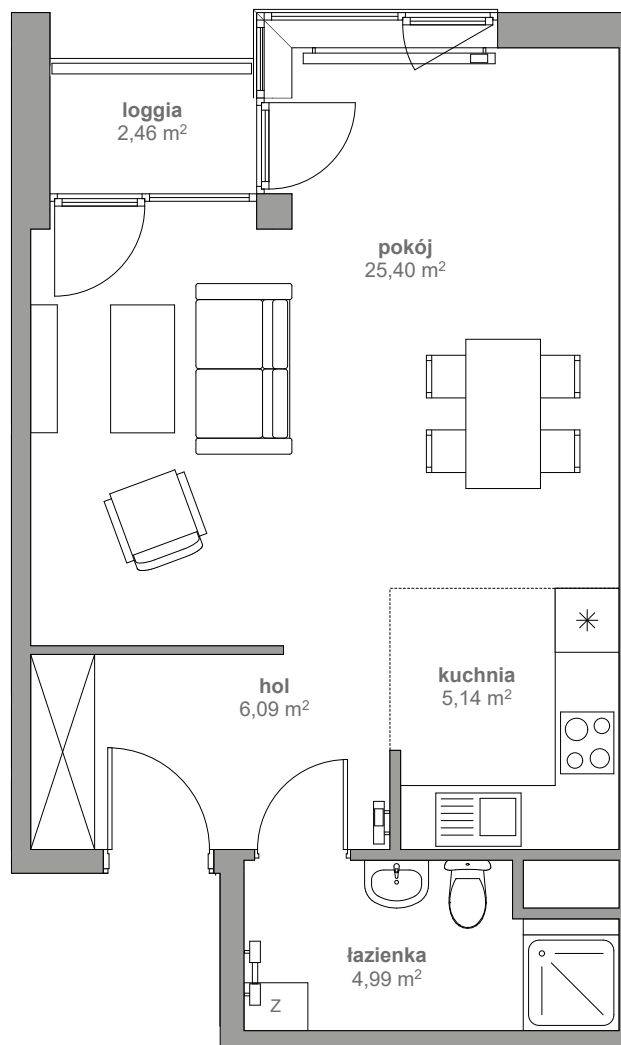 loggia
2,46 m²
pokój
25,40 m²
kuchnia
5,14 m²
hol
6,09 m²
łazienka
4,99 m²
Z